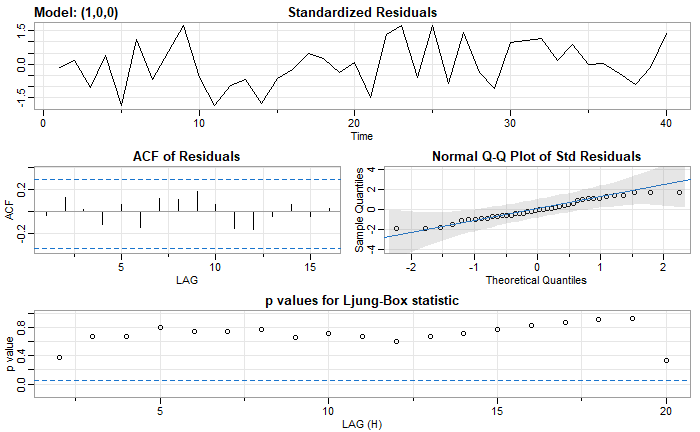 Model: (1,0,0) Standardized Residuals
1.5
0.0
-1.5
0 10 20 30 40
Time
ACF of Residuals
0.2
-0.2
ACF
5 10 15
LAG
Normal Q-Q Plot of Std Residuals
4
2
0
-2
-4
Sample Quantiles
-2 -1 0 1 2
Theoretical Quantiles
p values for Ljung-Box statistic
0.8
0.4
0.0
p value
5 10 15 20
LAG (H)